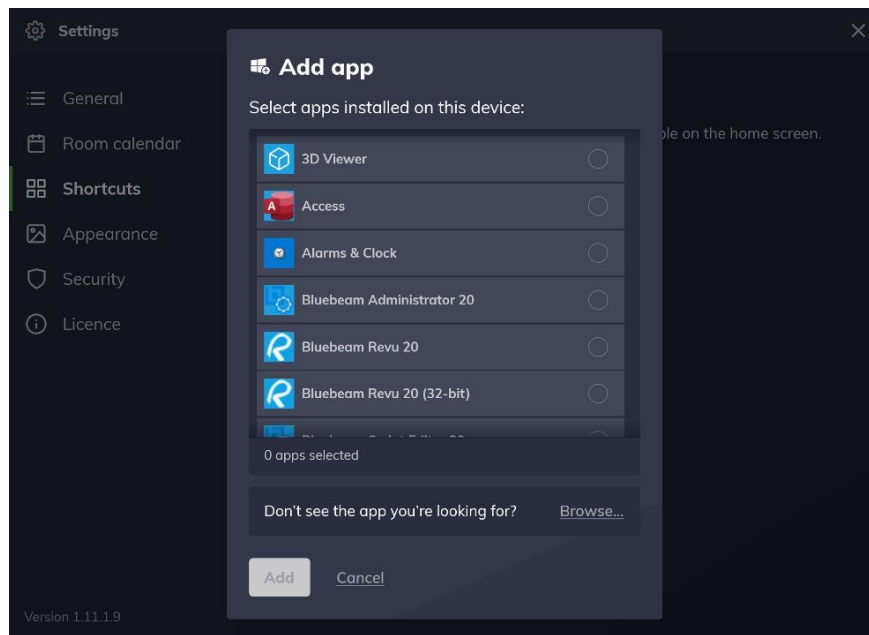 Settings
General
Room calendar
Shortcuts
Appearance
Security
Licence
Version 1.11.1.9
ble on the home screen.
Add app
Select apps installed on this device:
3D Viewer
Access
Alarms & Clock
Bluebeam Administrator 20
Bluebeam Revu 20
Bluebeam Revu 20 (32-bit)
0 apps selected
Don't see the app you're looking for? Browse...
Add Cancel